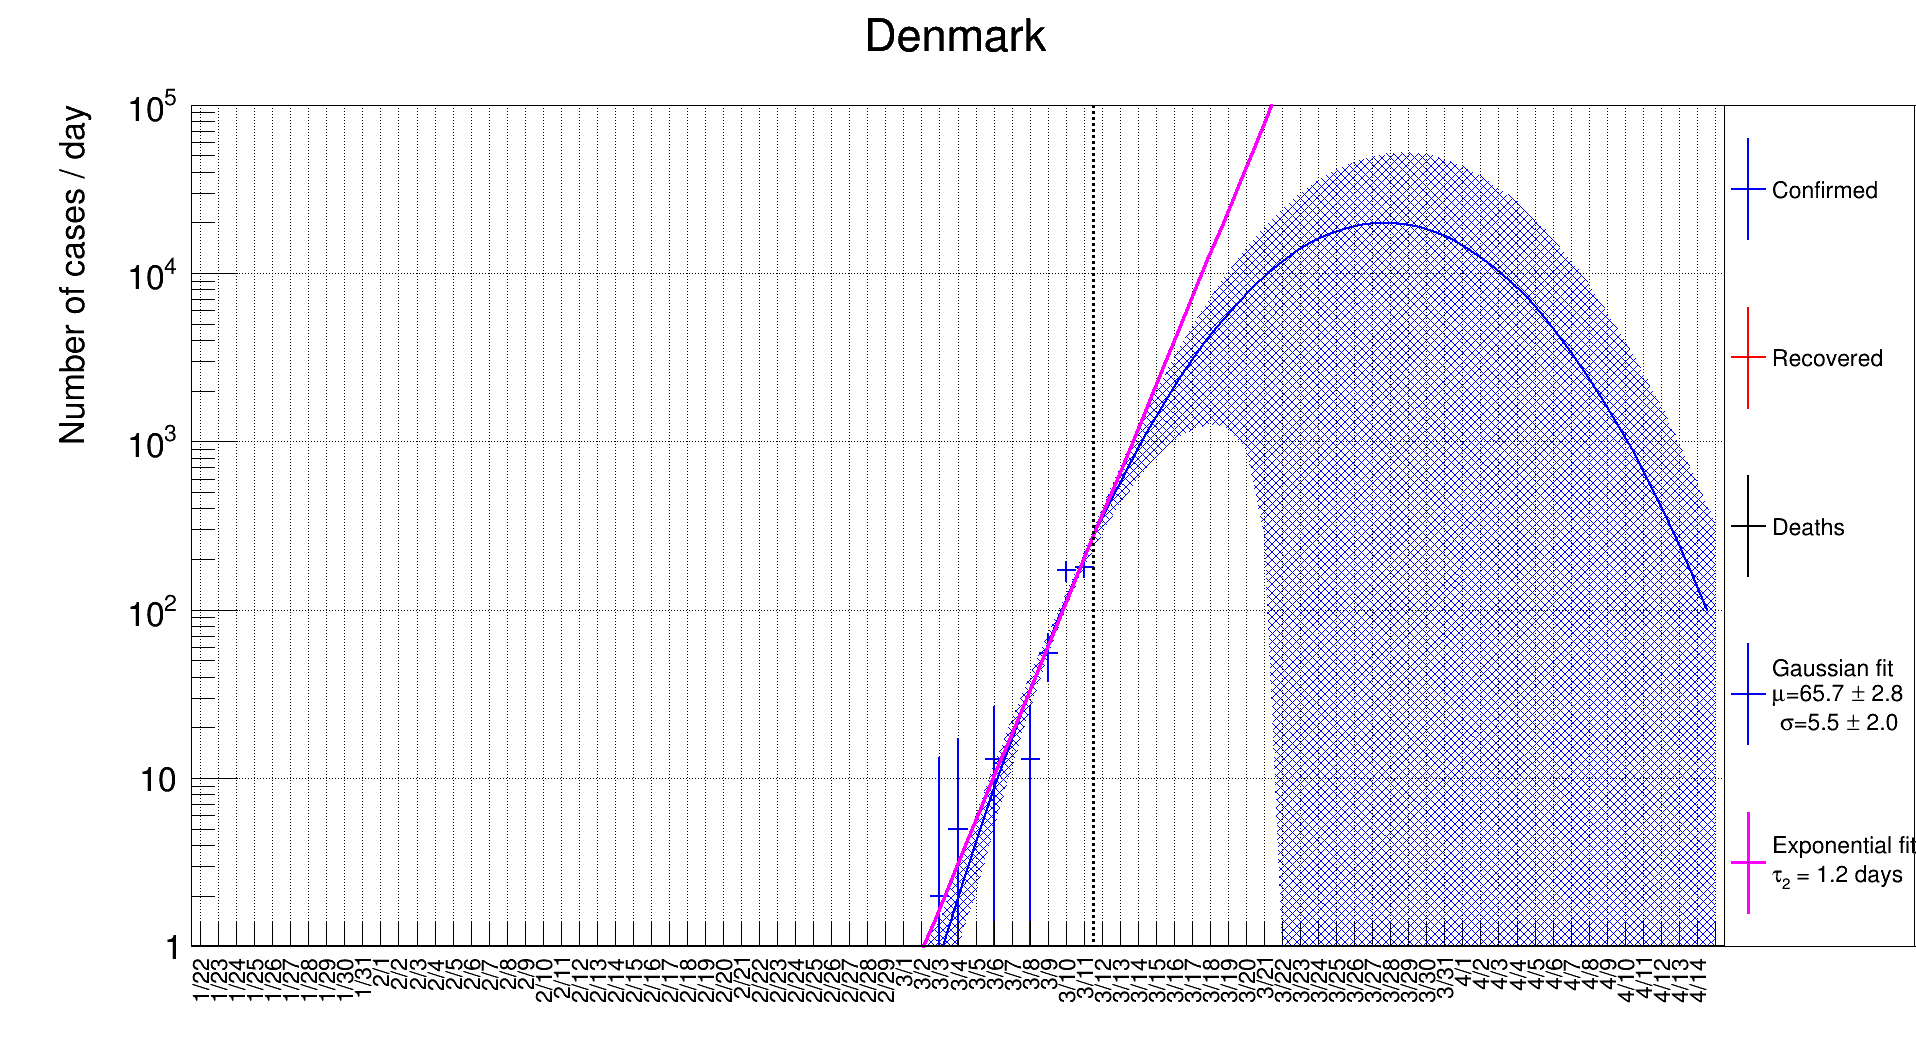 Denmark
Number of cases / day
10⁵
10⁴
10³
10²
10
1
1/22 1/23 1/24 1/25 1/26 1/27 1/28 1/29 1/30 1/31 2/1 2/2 2/3 2/4 2/5 2/6 2/7 2/8 2/9 2/10 2/11 2/12 2/13 2/14 2/15 2/16 2/17 2/18 2/19 2/20 2/21 2/22 2/23 2/24 2/25 2/26 2/27 2/28 2/29 3/1 3/2 3/3 3/4 3/5 3/6 3/7 3/8 3/9 3/10 3/11 3/12 3/13 3/14 3/15 3/16 3/17 3/18 3/19 3/20 3/21 3/22 3/23 3/24 3/25 3/26 3/27 3/28 3/29 3/30 3/31 4/1 4/2 4/3 4/4 4/5 4/6 4/7 4/8 4/9 4/10 4/11 4/12 4/13 4/14
Confirmed
Recovered
Deaths
Gaussian fit
μ=65.7 ± 2.8
σ=5.5 ± 2.0
Exponential fit
τ₂ = 1.2 days